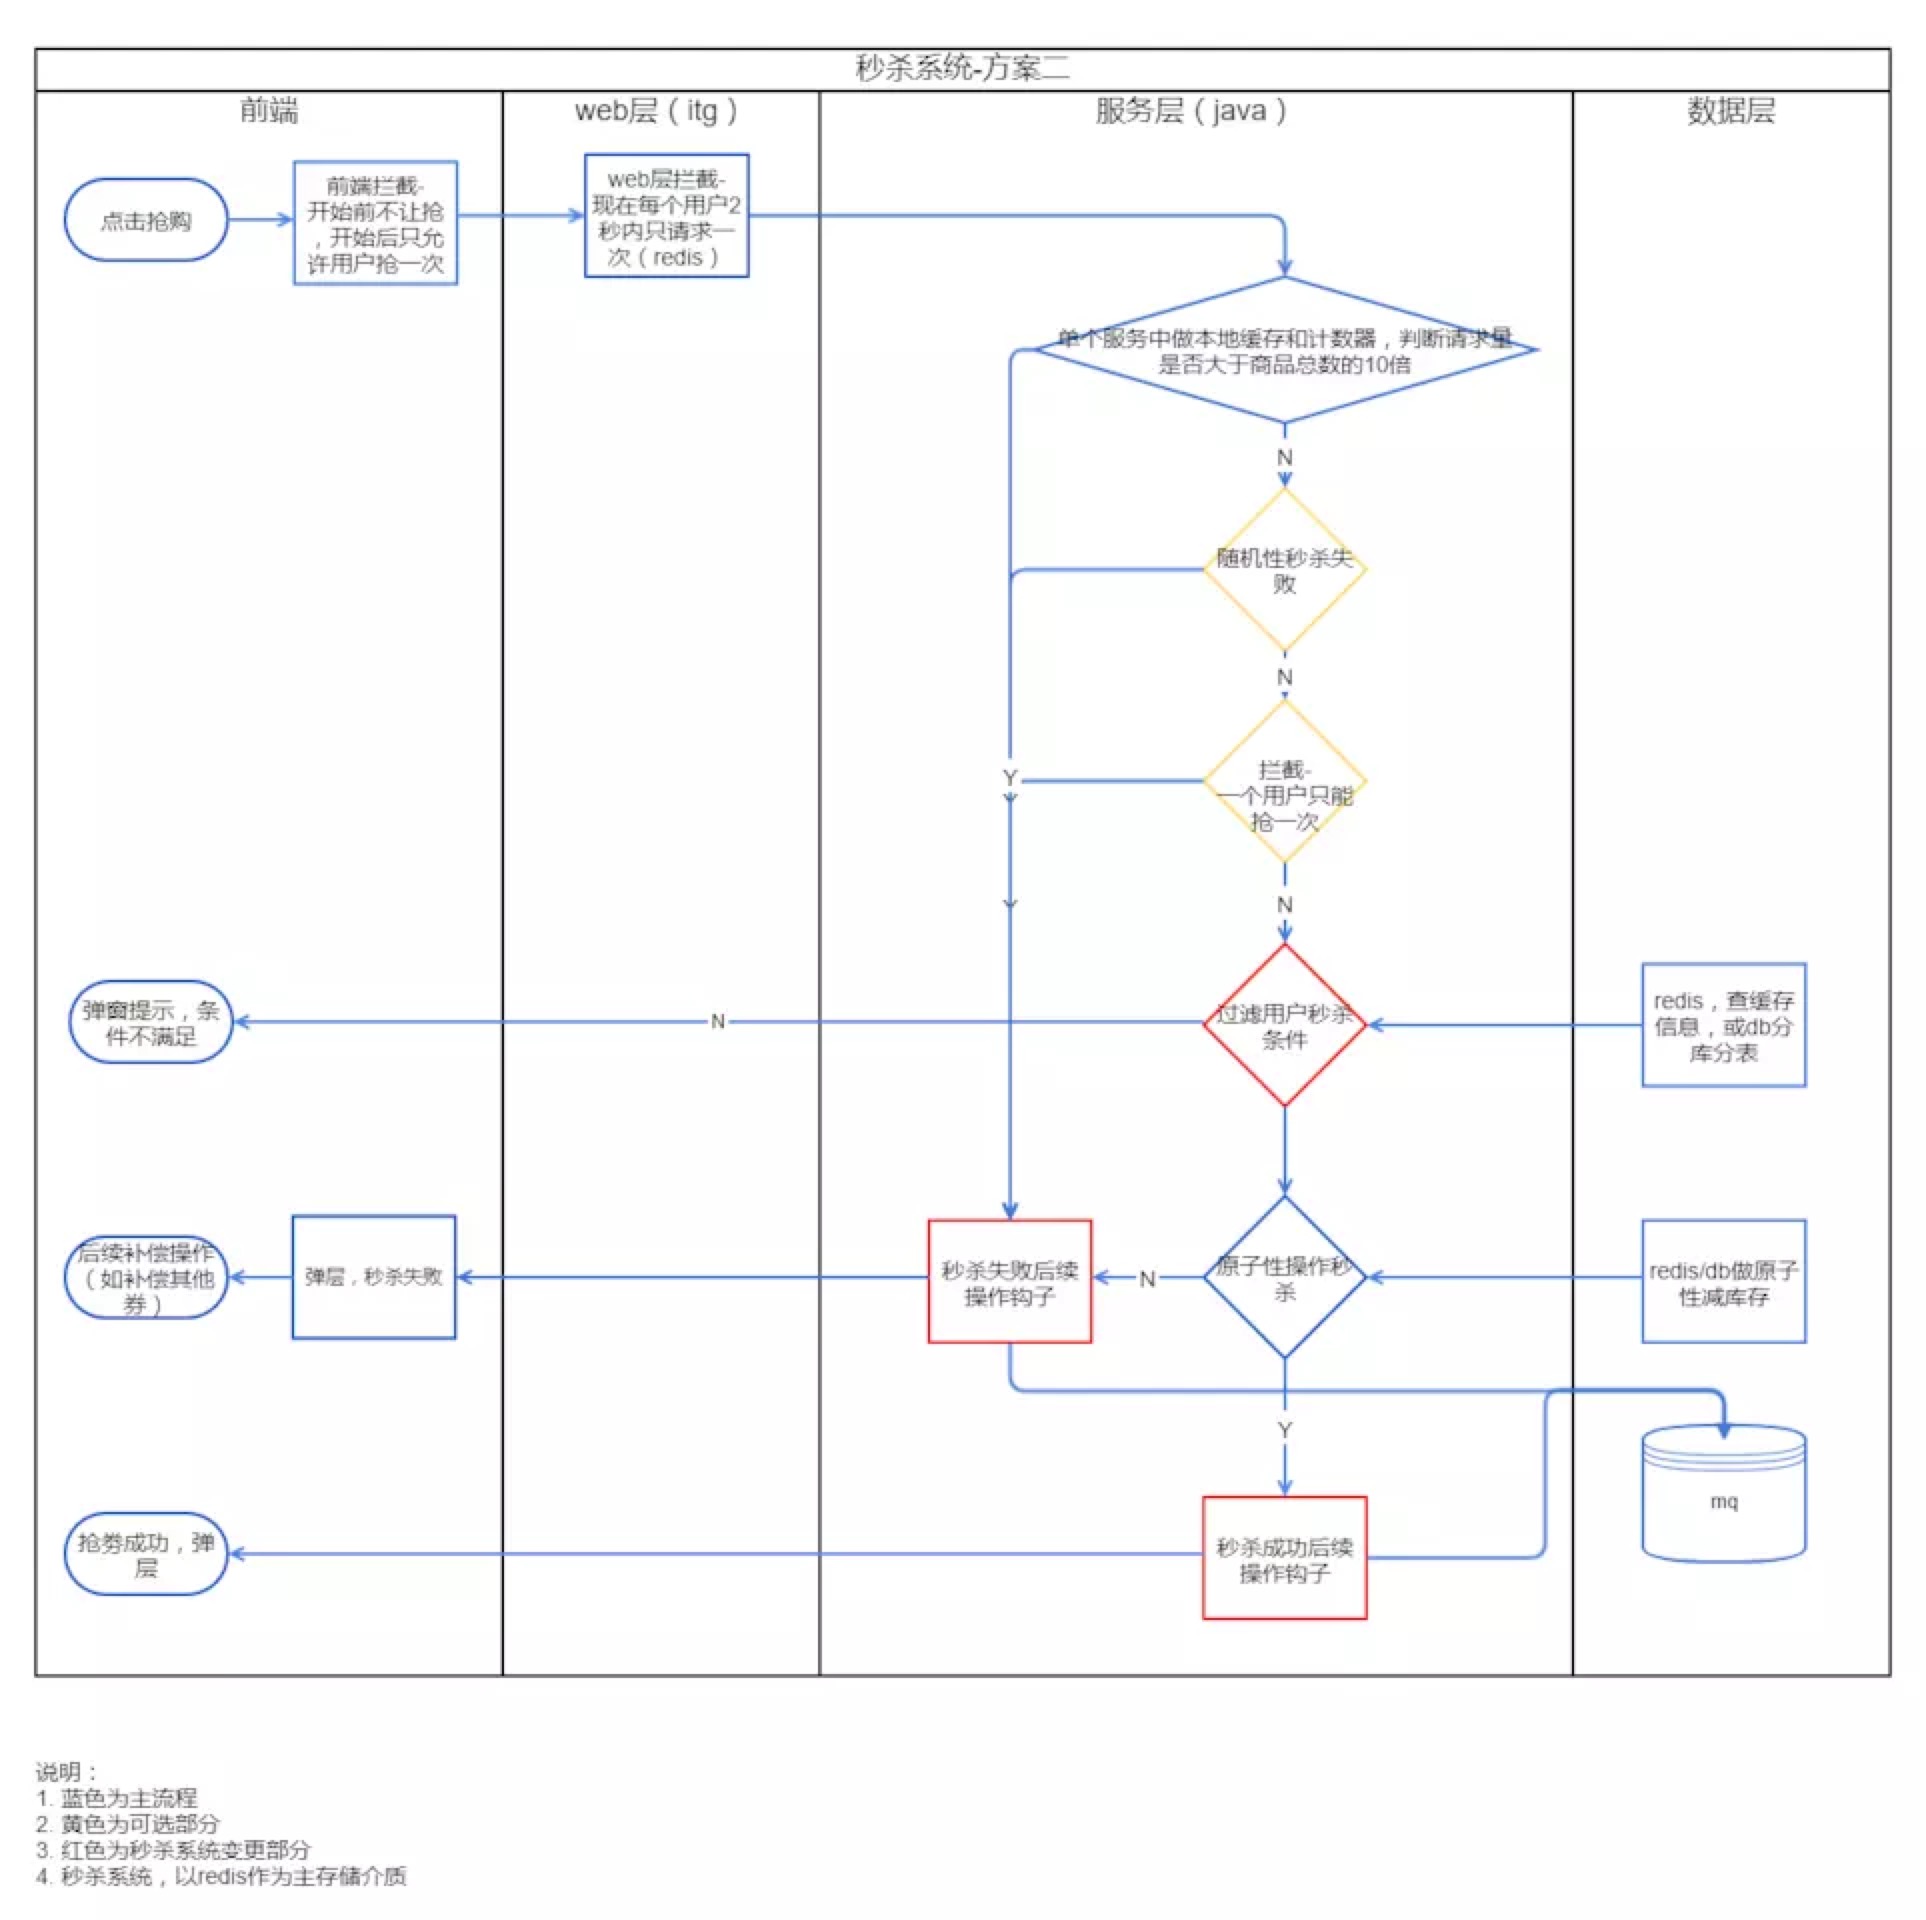 秒杀系统-方案二
前端
web层（itg）
服务层（java）
数据层
点击抢购
前端拦截-
开始前不让抢
，开始后只允
许用户抢一次
web层拦截-
现在每个用户2
秒内只请求一
次（redis）
单个服务中做本地缓存和计数器，判断请求量
是否大于商品总数的10倍
N
随机性秒杀失
败
N
Y
拦截-
一个用户只能
抢一次
Y
N
弹窗提示，条
件不满足
N
过滤用户秒杀
条件
redis，查缓存
信息，或db分
库分表
后续补偿操作
（如补偿其他
券）
弹层，秒杀失败
秒杀失败后续
操作钩子
N
原子性操作秒
杀
redis/db做原子
性减库存
Y
mq
抢券成功，弹
层
秒杀成功后续
操作钩子
说明：
1. 蓝色为主流程
2. 黄色为可选部分
3. 红色为秒杀系统变更部分
4. 秒杀系统，以redis作为主存储介质